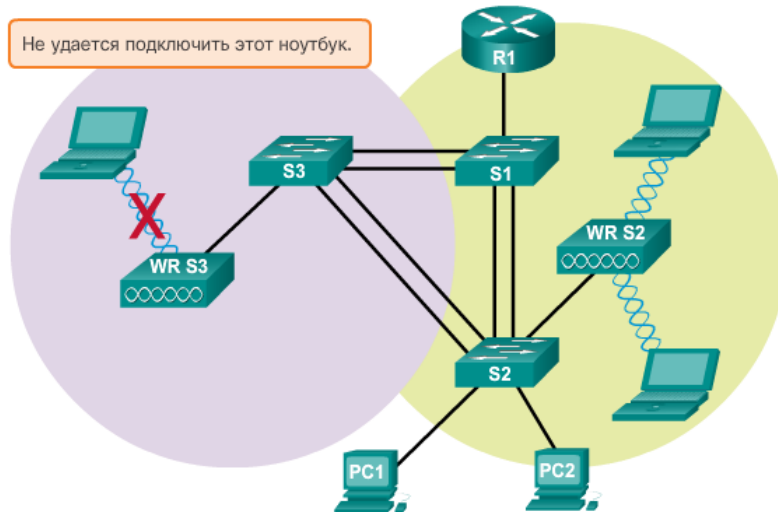 Не удается подключить этот ноутбук.
R1
S3
S1
WR S2
WR S3
S2
PC1
PC2